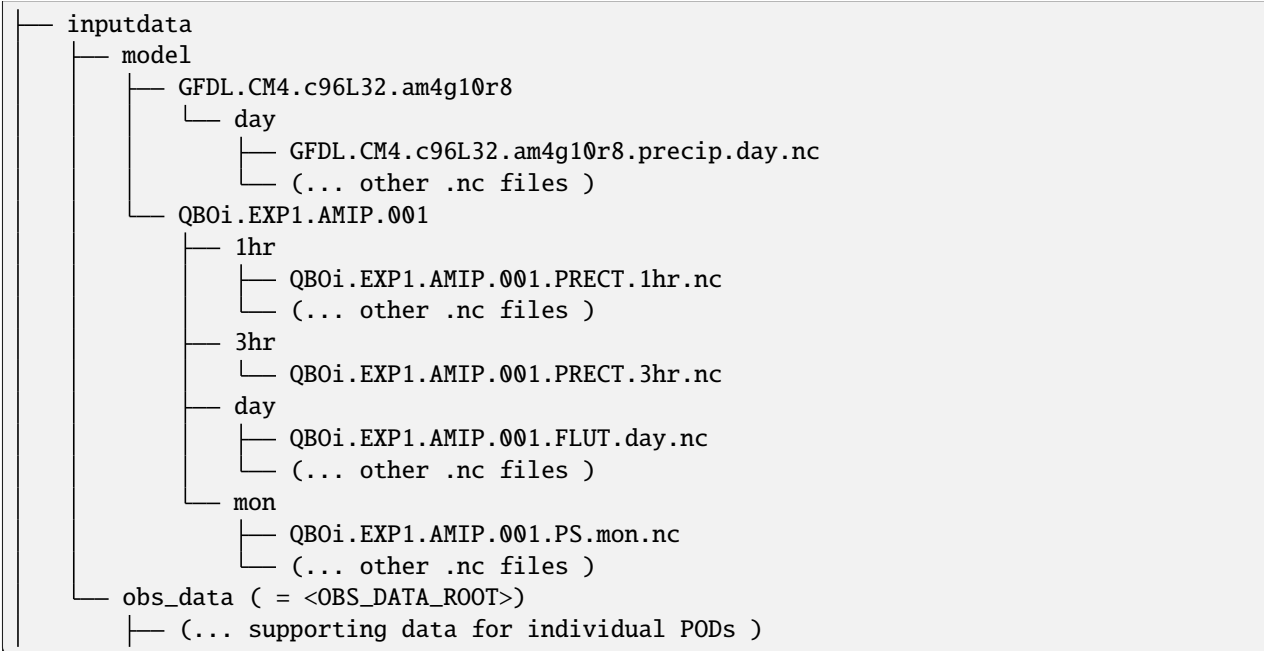 ├── inputdata
│   ├── model
│   │   ├── GFDL.CM4.c96L32.am4g10r8
│   │   │   └── day
│   │   │       ├── GFDL.CM4.c96L32.am4g10r8.precip.day.nc
│   │   │       └── (... other .nc files )
│   │   └── QBOi.EXP1.AMIP.001
│   │       ├── 1hr
│   │       │   ├── QBOi.EXP1.AMIP.001.PRECT.1hr.nc
│   │       │   └── (... other .nc files )
│   │       ├── 3hr
│   │       │   └── QBOi.EXP1.AMIP.001.PRECT.3hr.nc
│   │       ├── day
│   │       │   ├── QBOi.EXP1.AMIP.001.FLUT.day.nc
│   │       │   └── (... other .nc files )
│   │       └── mon
│   │           ├── QBOi.EXP1.AMIP.001.PS.mon.nc
│   │           └── (... other .nc files )
│   └── obs_data ( = <OBS_DATA_ROOT>)
│       ├── (... supporting data for individual PODs )